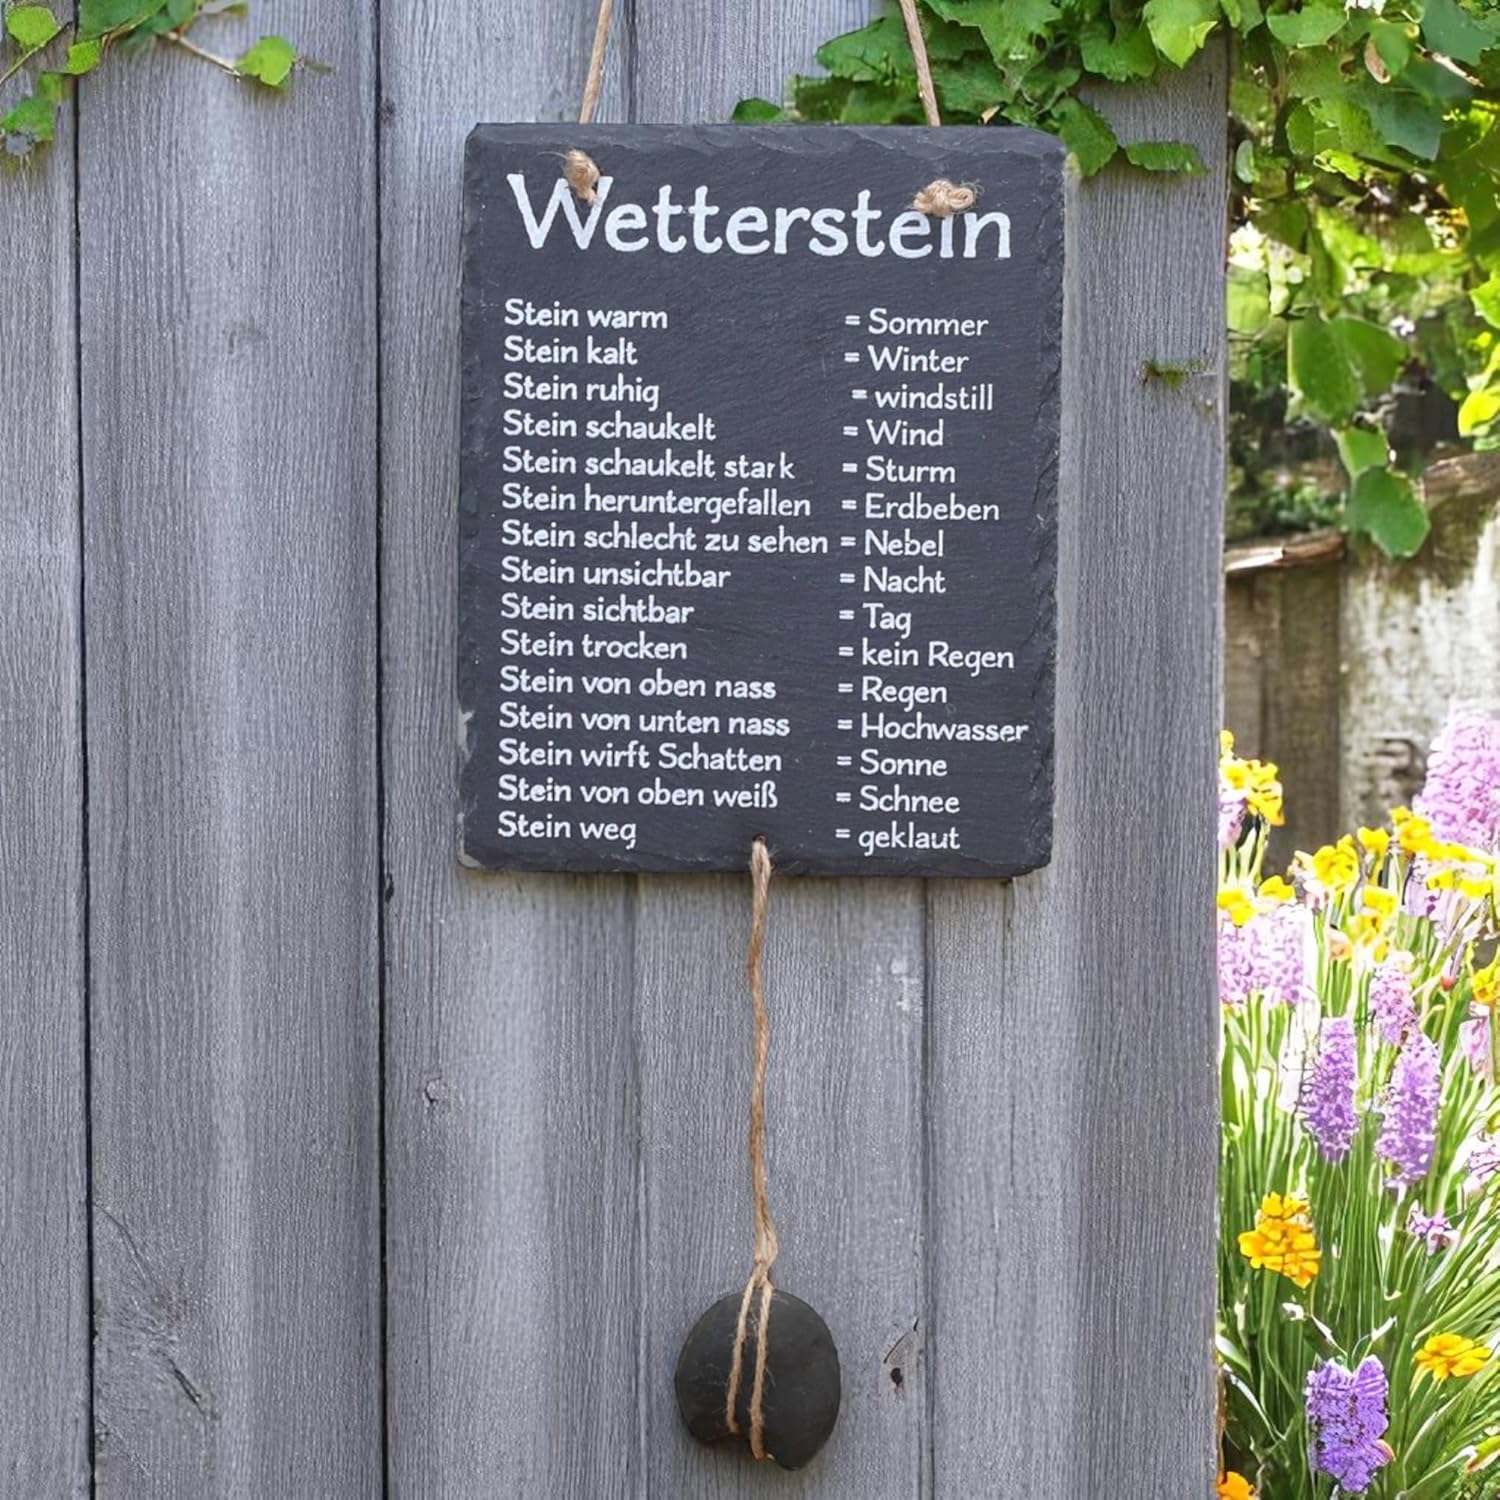 Wetterstein
Stein warm = Sommer
Stein kalt = Winter
Stein ruhig = windstill
Stein schaukelt = Wind
Stein schaukelt stark = Sturm
Stein heruntergefallen = Erdbeben
Stein schlecht zu sehen = Nebel
Stein unsichtbar = Nacht
Stein sichtbar = Tag
Stein trocken = kein Regen
Stein von oben nass = Regen
Stein von unten nass = Hochwasser
Stein wirft Schatten = Sonne
Stein von oben weiß = Schnee
Stein weg = geklaut